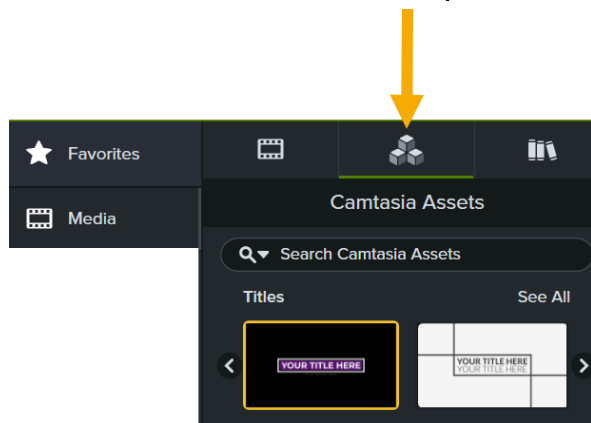 Favorites
Media
Camtasia Assets
Search Camtasia Assets
Titles See All
YOUR TITLE HERE
YOUR TITLE HERE
YOUR TITLE HERE